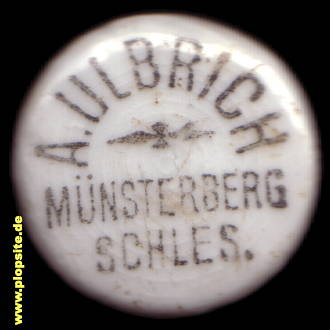 A. ULBRICH
MÜNSTERBERG
SCHLES.
www.plopsite.de